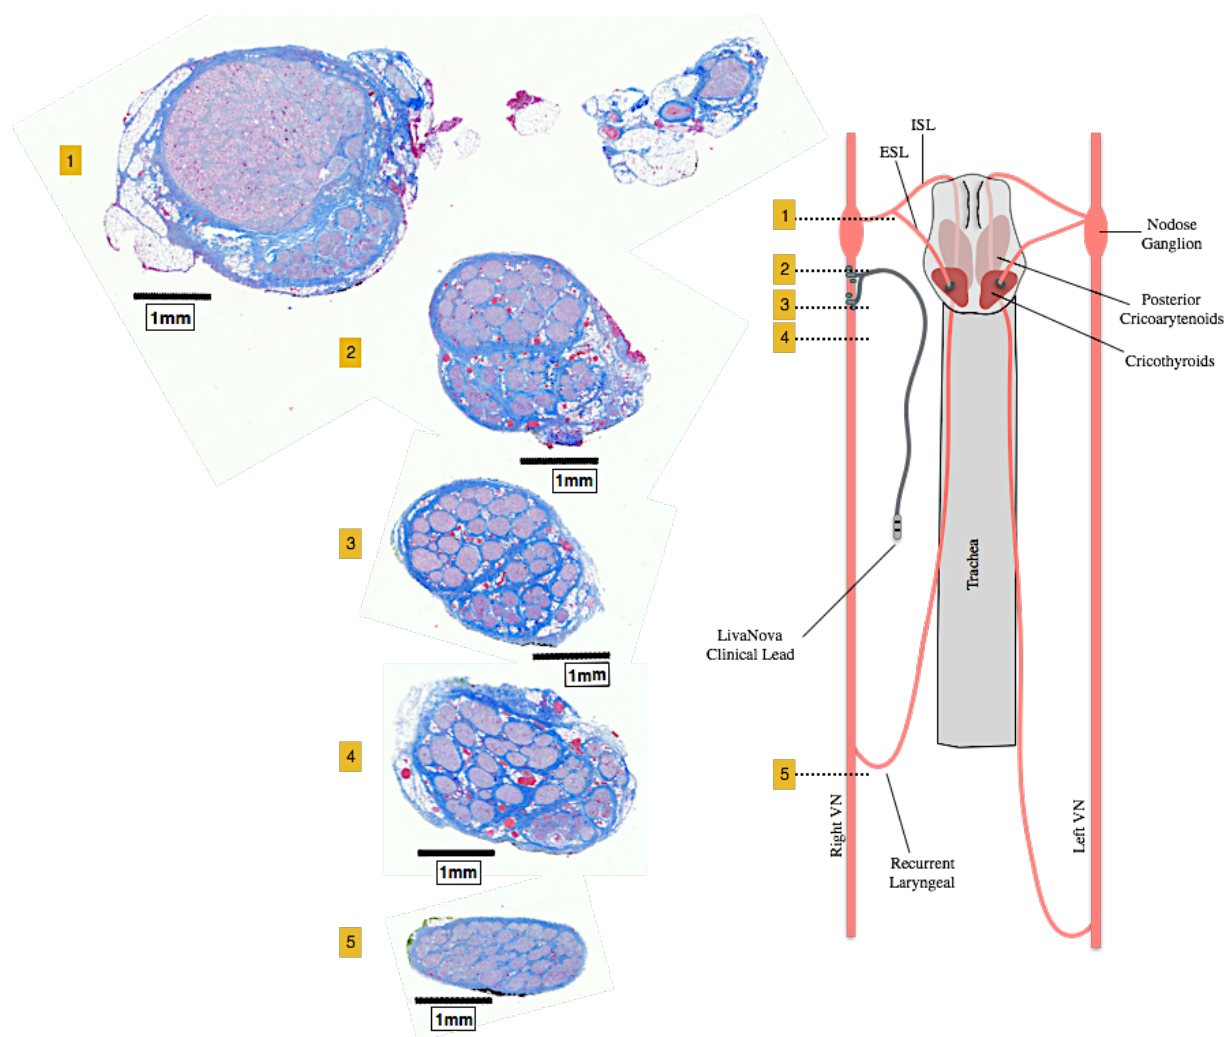 1
1mm
2
1mm
3
1mm
4
1mm
5
1mm
ISL
ESL
1
2
3
4
5
Nodose
Ganglion
Posterior
Cricoarytenoids
Cricothyroids
Trachea
LivaNova
Clinical Lead
Right VN
Left VN
Recurrent
Laryngeal